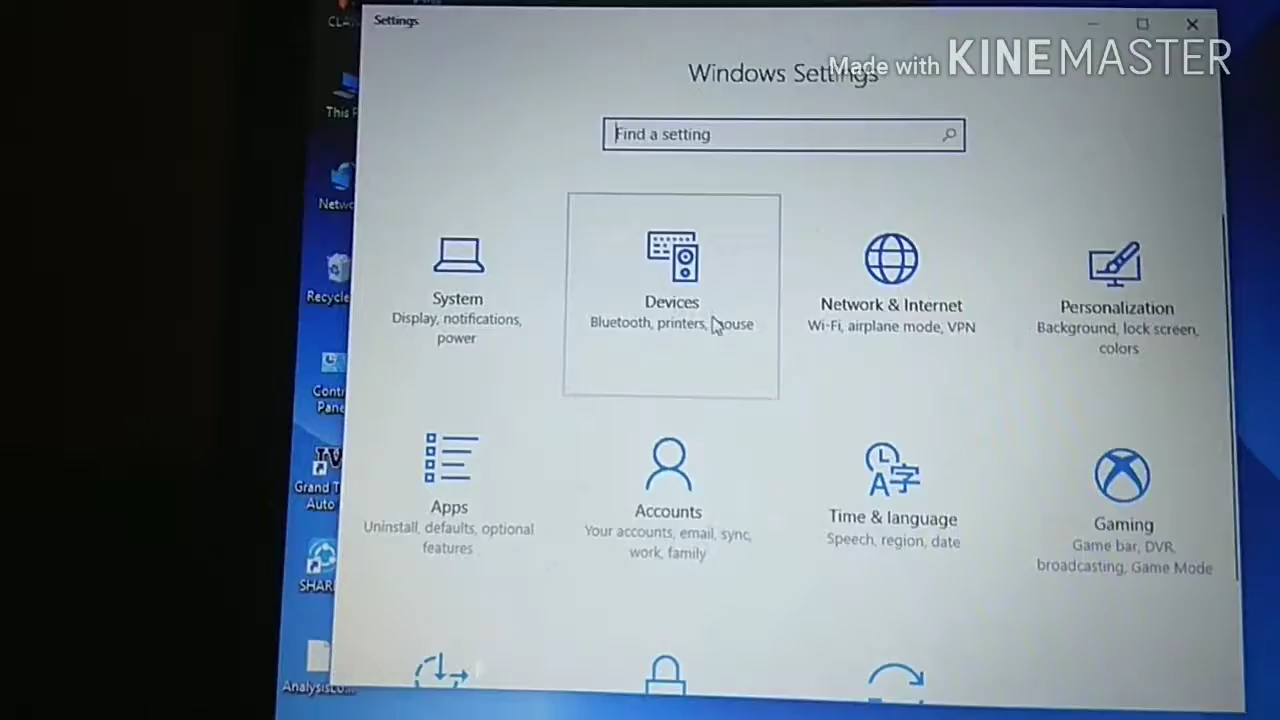 Settings
Windows Settings
Made with KINEMASTER
Find a setting
System
Display, notifications,
power
Devices
Bluetooth, printers, mouse
Network & Internet
Wi-Fi, airplane mode, VPN
Personalization
Background, lock screen,
colors
Apps
Uninstall, defaults, optional
features
Accounts
Your accounts, email, sync,
work, family
Time & language
Speech, region, date
Gaming
Game bar, DVR,
broadcasting, Game Mode
This P
Netwo
Recycle
Contr
Pane
IV
Grand T
Auto
SHAR